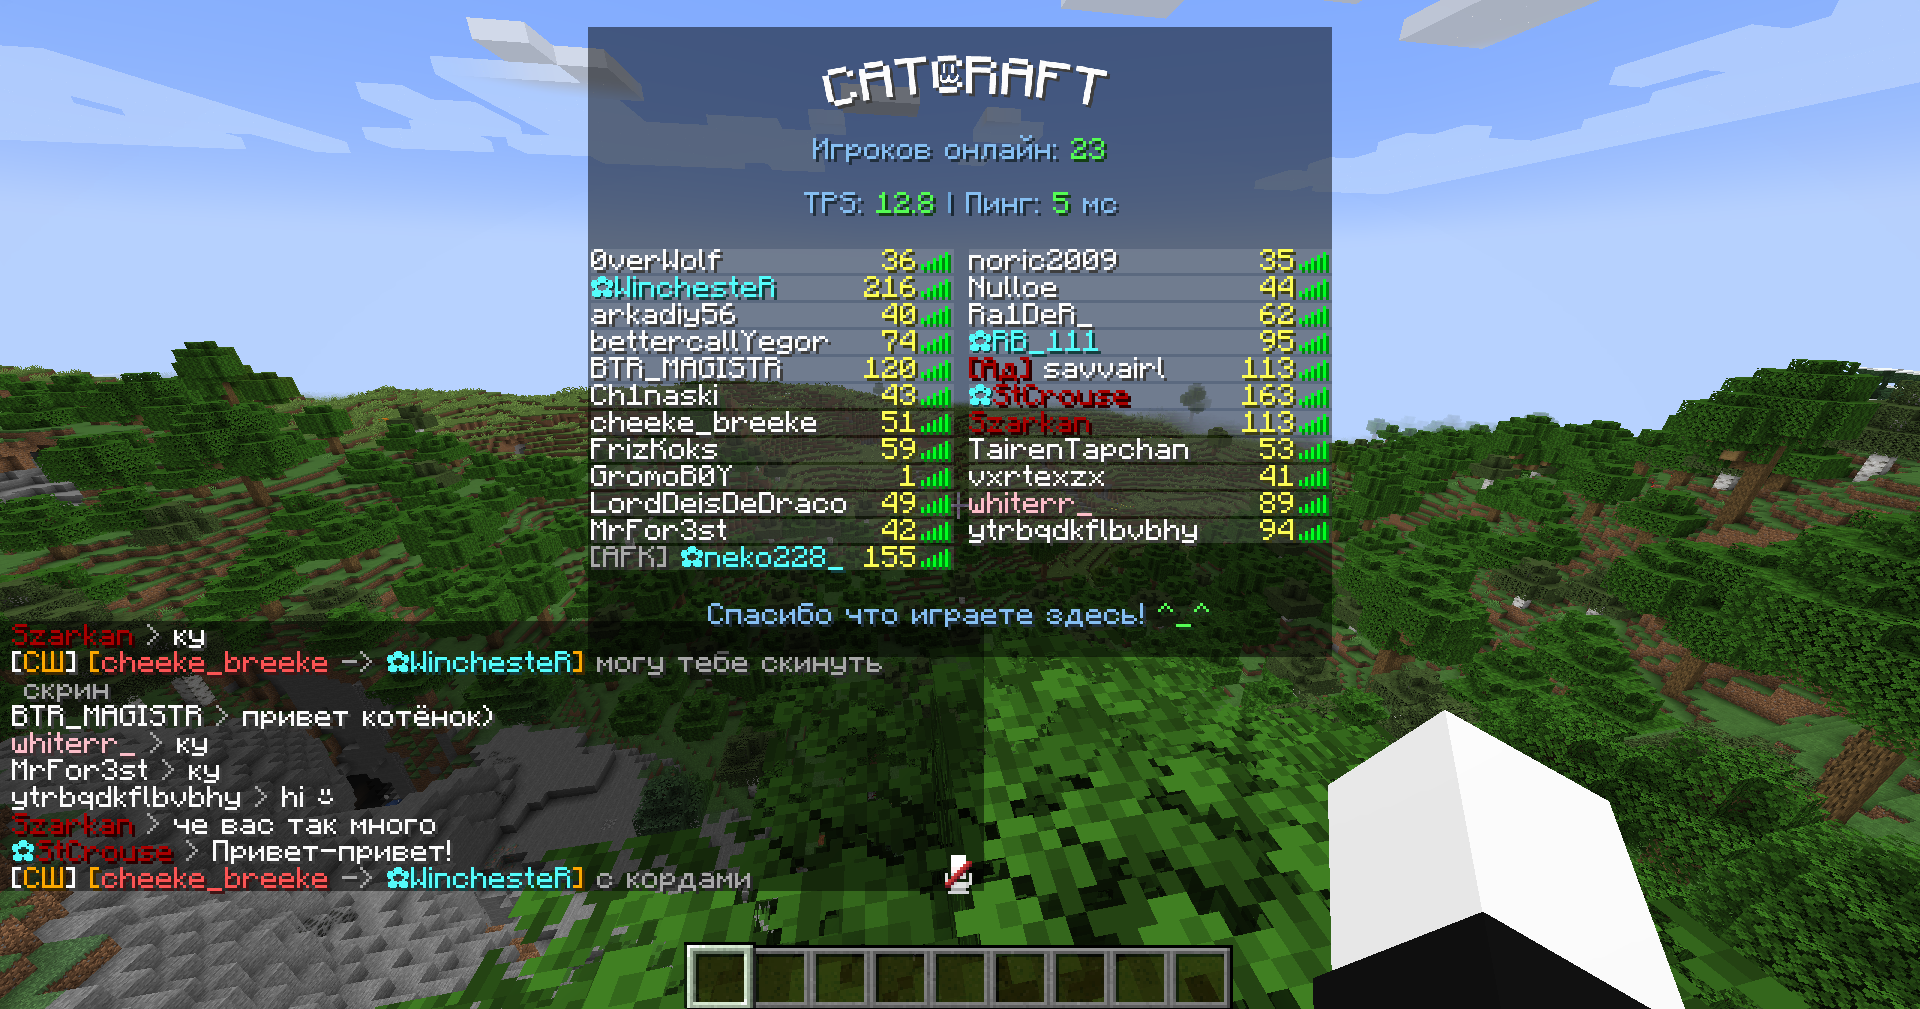 CATCRAFT
Игроков онлайн: 23
TPS: 12.8 | Пинг: 5 мс
0verWolf 36
✿WinchesteR 216
arkadiy56 40
bettercallYegor 74
BTR_MAGISTR 120
Ch1naski 43
cheeke_breeke 51
FrizKoks 59
GromoB0Y 1
LordDeisDeDraco 49
MrFor3st 42
[AFK] ✿neko228_ 155
noric2009 35
Nulloe 44
Ra1DeR_ 62
✿RB_111 95
[Ад] savvairl 113
✿StCrouse 163
Szarkan 113
TairenTapchan 53
vxrtexzx 41
whiterr_ 89
ytrbqdkflbvbhy 94
Спасибо что играете здесь! ^_^
Szarkan > ку
[СШ] [cheeke_breeke -> ✿WinchesteR] могу тебе скинуть
скрин
BTR_MAGISTR > привет котёнок)
whiterr_ > ку
MrFor3st > ку
ytrbqdkflbvbhy > hi ☺
Szarkan > че вас так много
✿StCrouse > Привет-привет!
[СШ] [cheeke_breeke -> ✿WinchesteR] с кордами